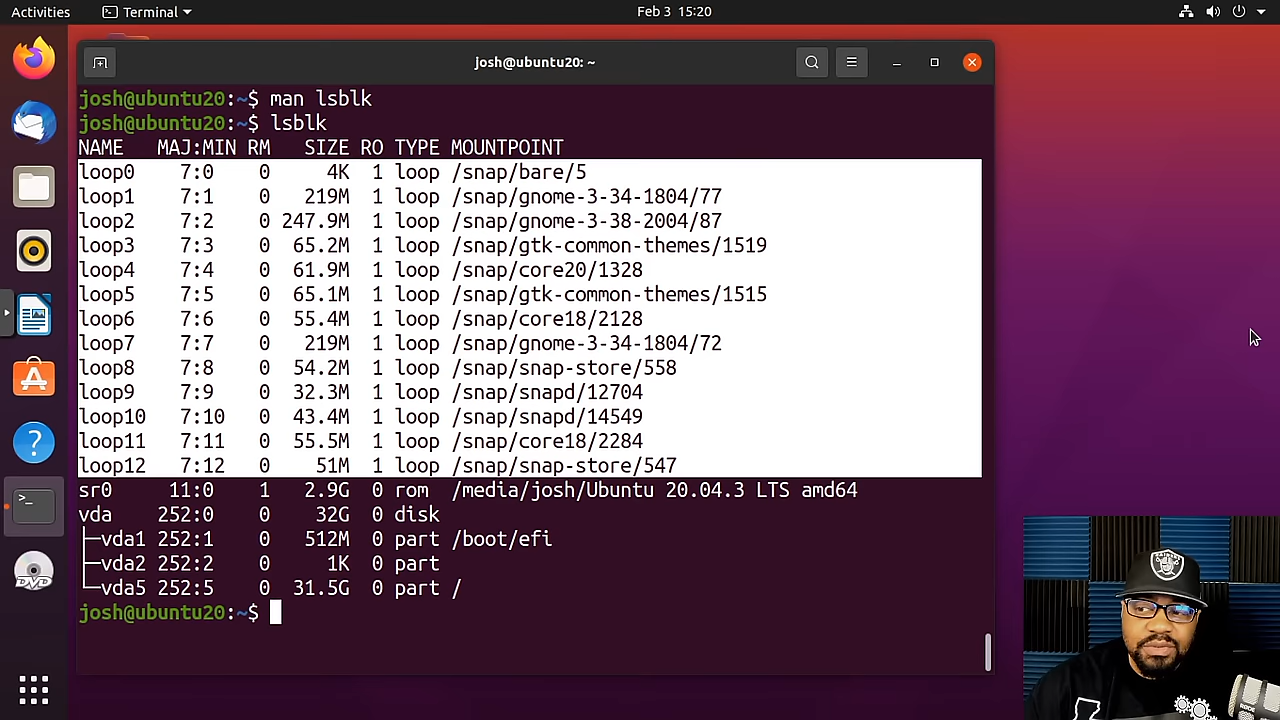 Activities
Terminal
Feb 3 15:20
josh@ubuntu20: ~
josh@ubuntu20:~$ man lsblk
josh@ubuntu20:~$ lsblk
NAME MAJ:MIN RM SIZE RO TYPE MOUNTPOINT
loop0 7:0 0 4K 1 loop /snap/bare/5
loop1 7:1 0 219M 1 loop /snap/gnome-3-34-1804/77
loop2 7:2 0 247.9M 1 loop /snap/gnome-3-38-2004/87
loop3 7:3 0 65.2M 1 loop /snap/gtk-common-themes/1519
loop4 7:4 0 61.9M 1 loop /snap/core20/1328
loop5 7:5 0 65.1M 1 loop /snap/gtk-common-themes/1515
loop6 7:6 0 55.4M 1 loop /snap/core18/2128
loop7 7:7 0 219M 1 loop /snap/gnome-3-34-1804/72
loop8 7:8 0 54.2M 1 loop /snap/snap-store/558
loop9 7:9 0 32.3M 1 loop /snap/snapd/12704
loop10 7:10 0 43.4M 1 loop /snap/snapd/14549
loop11 7:11 0 55.5M 1 loop /snap/core18/2284
loop12 7:12 0 51M 1 loop /snap/snap-store/547
sr0 11:0 1 2.9G 0 rom /media/josh/Ubuntu 20.04.3 LTS amd64
vda 252:0 0 32G 0 disk
├─vda1 252:1 0 512M 0 part /boot/efi
├─vda2 252:2 0 1K 0 part
└─vda5 252:5 0 31.5G 0 part /
josh@ubuntu20:~$
DVD